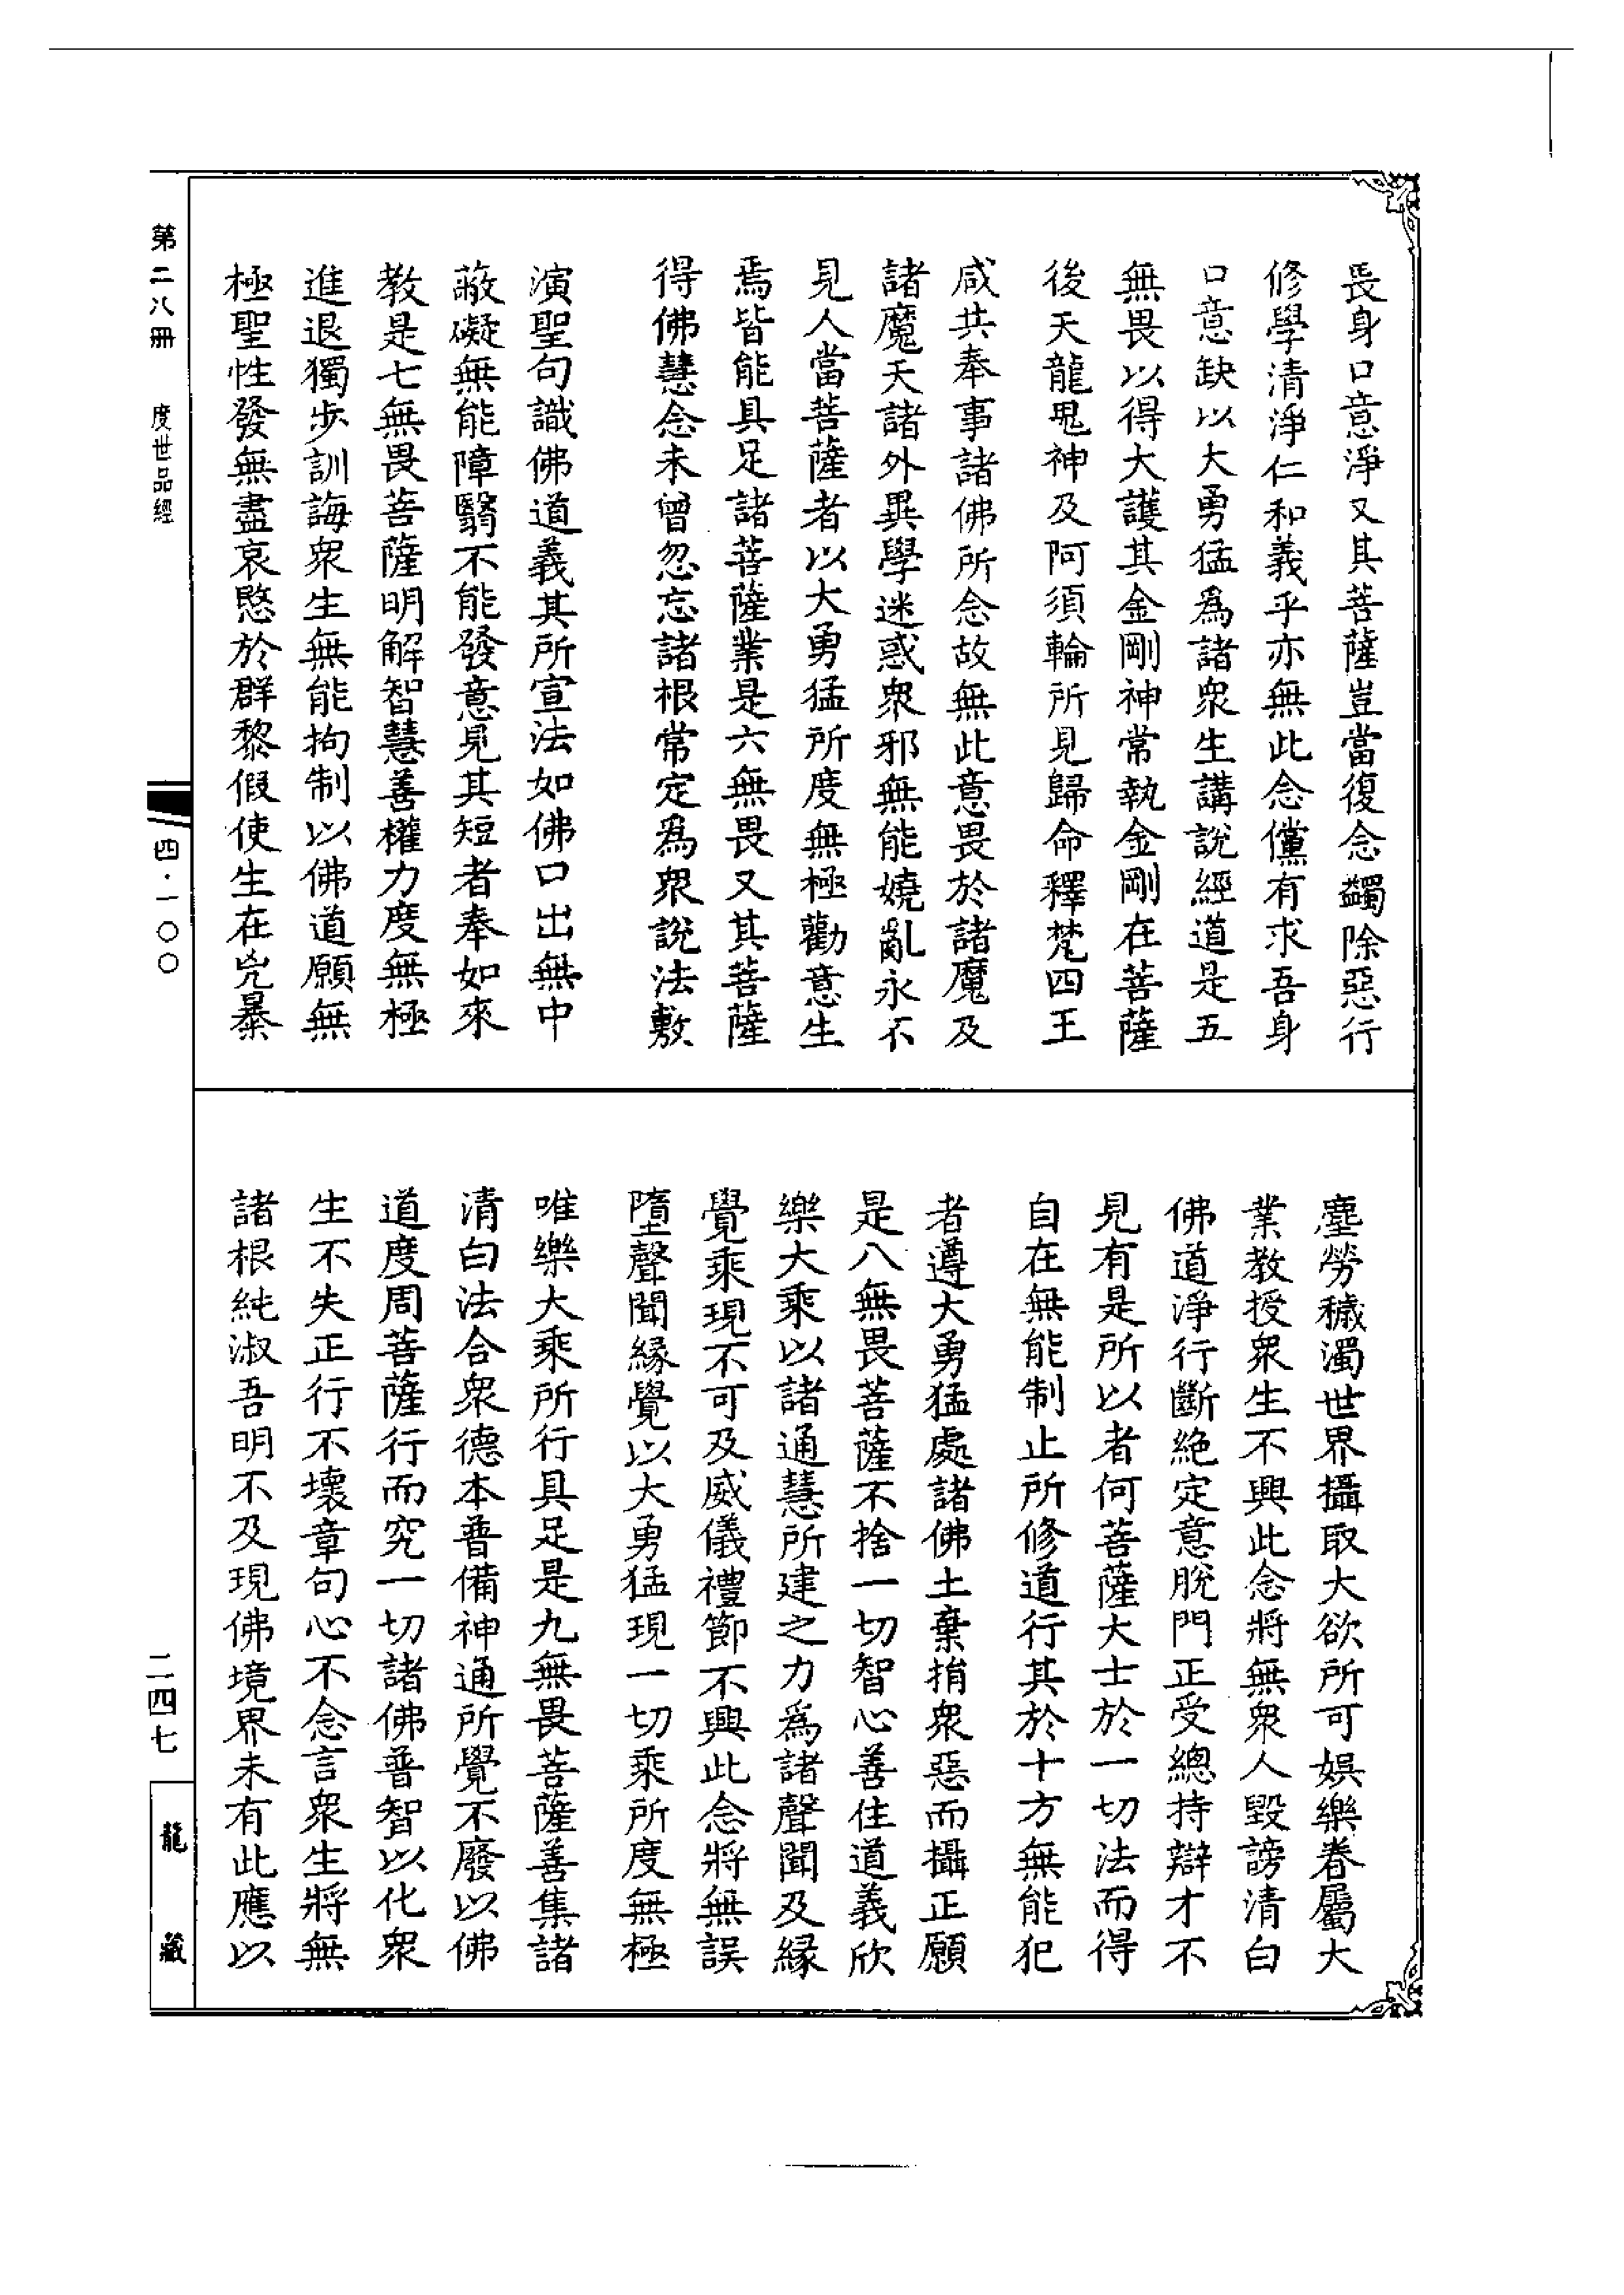 畏身口意淨又其菩薩豈當復念蠲除惡行
修學清淨仁和義乎亦無此念儻有求吾身
口意缺以大勇猛為諸衆生講說經道是五
無畏以得大護其金剛神常執金剛在菩薩
後天龍鬼神及阿須輪所見歸命釋梵四王
咸共奉事諸佛所念故無此意畏於諸魔及
諸魔天諸外異學迷惑衆邪無能嬈亂永不
見人當菩薩者以大勇猛所度無極勸意生
焉皆能具足諸菩薩業是六無畏又其菩薩
得佛慧念未曾忽忘諸根常定為衆說法敷
演聖句識佛道義其所宣法如佛口出無中
蔽礙無能障翳不能發意見其短者奉如來
教是七無畏菩薩明解智慧善權力度無極
進退獨步訓誨衆生無能拘制以佛道願無
極聖性發無盡哀愍於群黎假使生在兇暴
塵勞穢濁世界攝取大欲所可娛樂眷屬大
業教授衆生不興此念將無衆人毀謗清白
佛道淨行斷絶定意脫門正受總持辯才不
見有是所以者何菩薩大士於一切法而得
自在無能制止所修道行其於十方無能犯
者遵大勇猛處諸佛土棄捐衆惡而攝正願
是八無畏菩薩不捨一切智心善住道義欣
樂大乘以諸通慧所建之力為諸聲聞及緣
覺乘現不可及威儀禮節不興此念將無誤
墮聲聞緣覺以大勇猛現一切乘所度無極
唯樂大乘所行具足是九無畏菩薩善集諸
清白法合衆德本普備神通所覺不廢以佛
道度周菩薩行而究一切諸佛普智以化衆
生不失正行不壞章句心不念言衆生將無
諸根純淑吾明不及現佛境界未有此應以
第二八冊 度世品經
四·一〇〇
二四七
龍藏